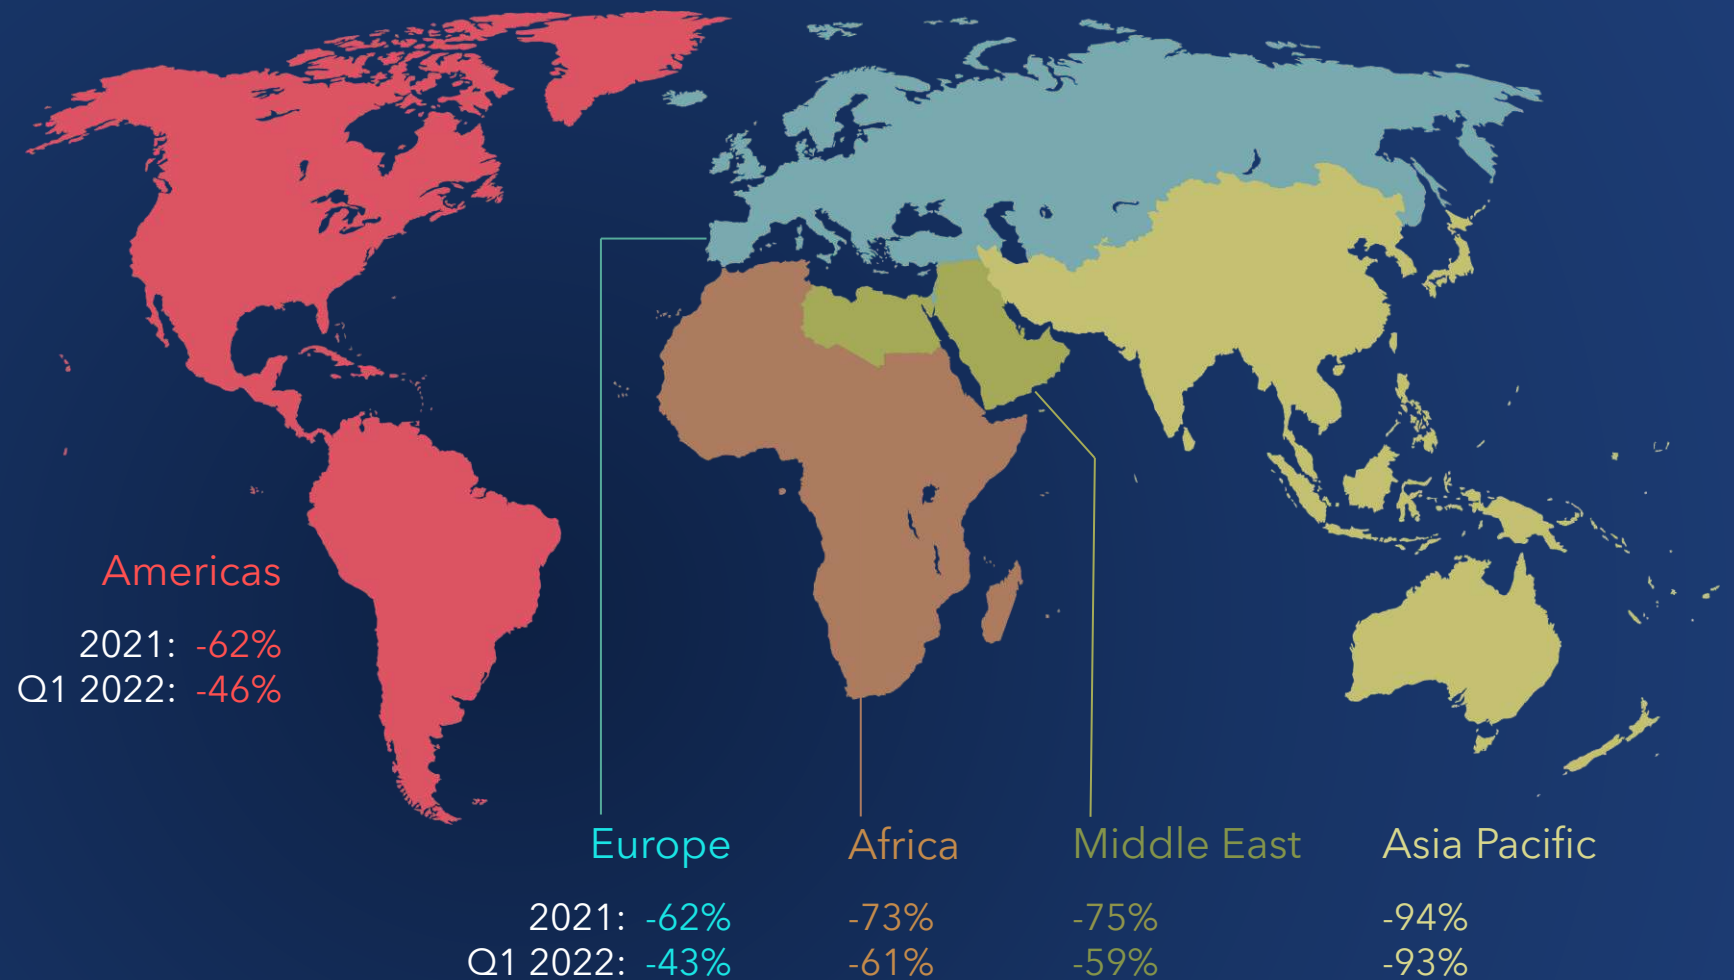 Americas
2021: -62%
Q1 2022: -46%
Europe Africa Middle East Asia Pacific
2021: -62% -73% -75% -94%
Q1 2022: -43% -61% -59% -93%